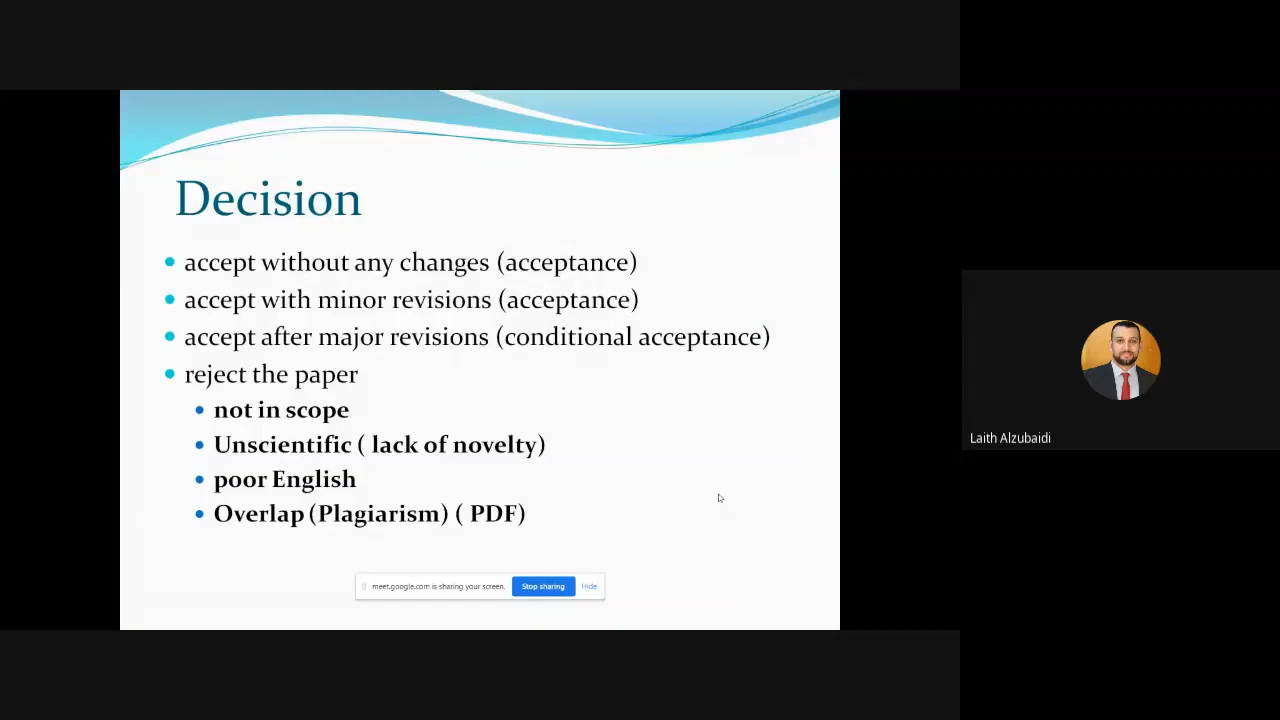 Decision
accept without any changes (acceptance)
accept with minor revisions (acceptance)
accept after major revisions (conditional acceptance)
reject the paper
not in scope
Unscientific ( lack of novelty)
poor English
Overlap (Plagiarism) ( PDF)
meet.google.com is sharing your screen. Stop sharing Hide
Laith Alzubaidi